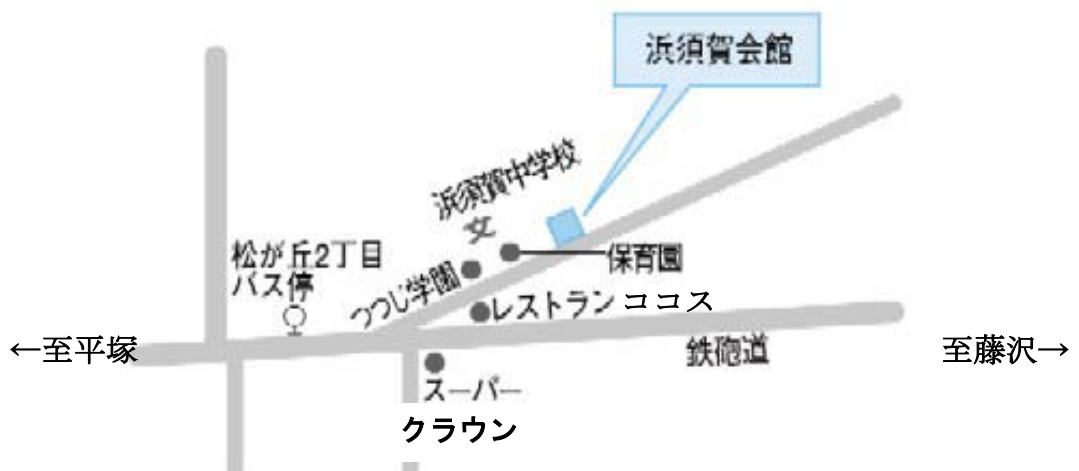 浜須賀会館
浜須賀中学校
文
松が丘2丁目
バス停
つつじ学園
保育園
レストラン ココス
←至平塚
鉄砲道
至藤沢→
スーパー
クラウン